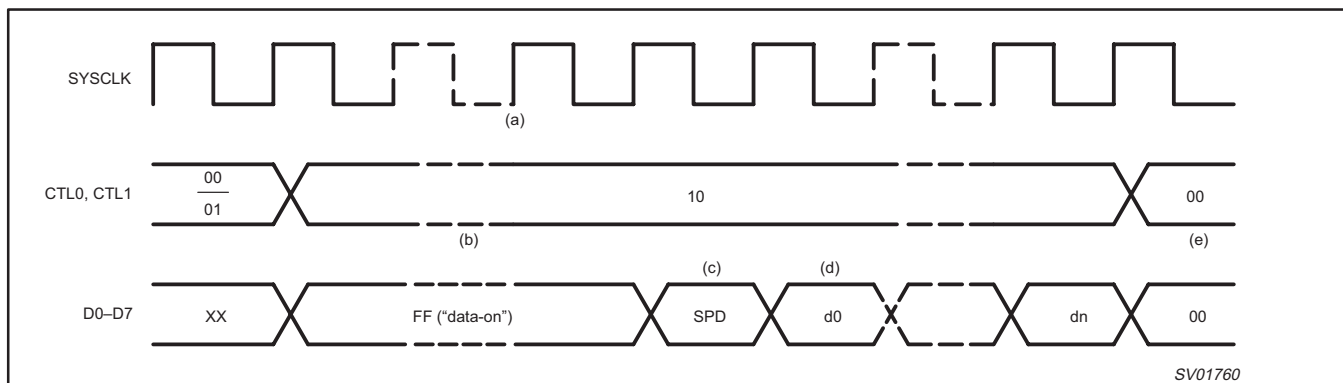 SYSCLK
(a)
00
CTL0, CTL1
10
00
01
(b)
(e)
(c)
(d)
D0–D7
XX
FF (“data-on”)
SPD
d0
dn
00
SV01760